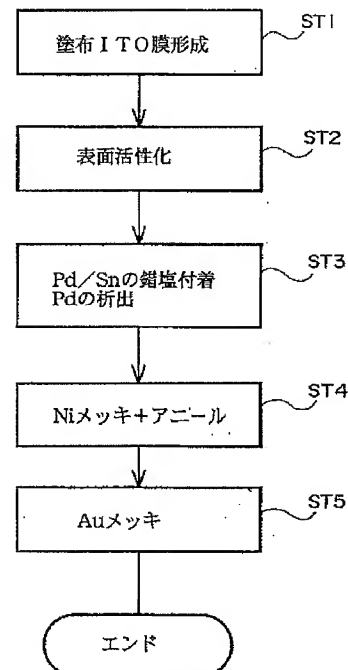 ST1
塗布ITO膜形成
ST2
表面活性化
ST3
Pd/Snの錯塩付着
Pdの析出
ST4
Niメッキ+アニール
ST5
Auメッキ
エンド